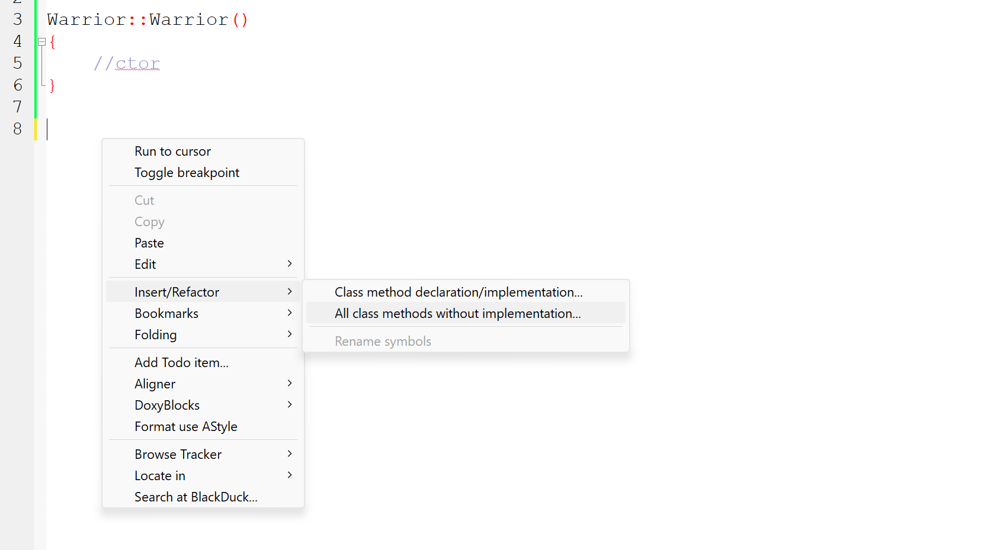 3 Warrior::Warrior()
4 {
5 //ctor
6 }
7
8
Run to cursor
Toggle breakpoint
Cut
Copy
Paste
Edit
Insert/Refactor
Class method declaration/implementation...
Bookmarks
All class methods without implementation...
Folding
Rename symbols
Add Todo item...
Aligner
DoxyBlocks
Format use AStyle
Browse Tracker
Locate in
Search at BlackDuck...